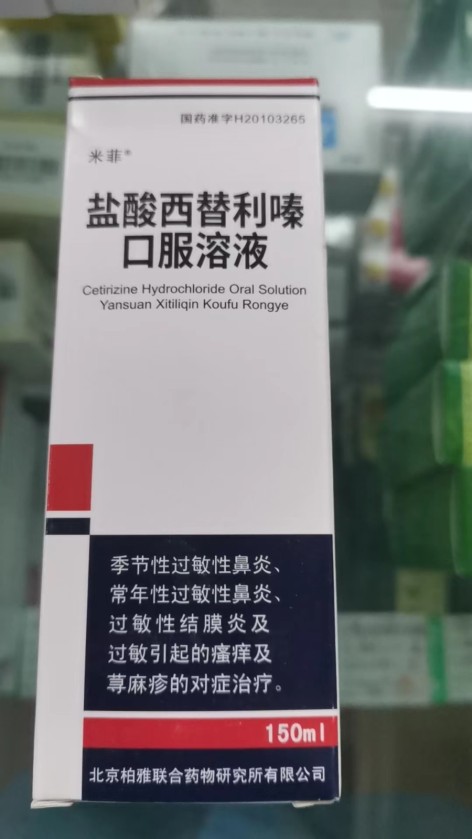 国药准字H20103265
米菲®
盐酸西替利嗪
口服溶液
Cetirizine Hydrochloride Oral Solution
Yansuan Xitiliqin Koufu Rongye
季节性过敏性鼻炎、
常年性过敏性鼻炎、
过敏性结膜炎及
过敏引起的瘙痒及
荨麻疹的对症治疗。
150ml
北京柏雅联合药物研究所有限公司